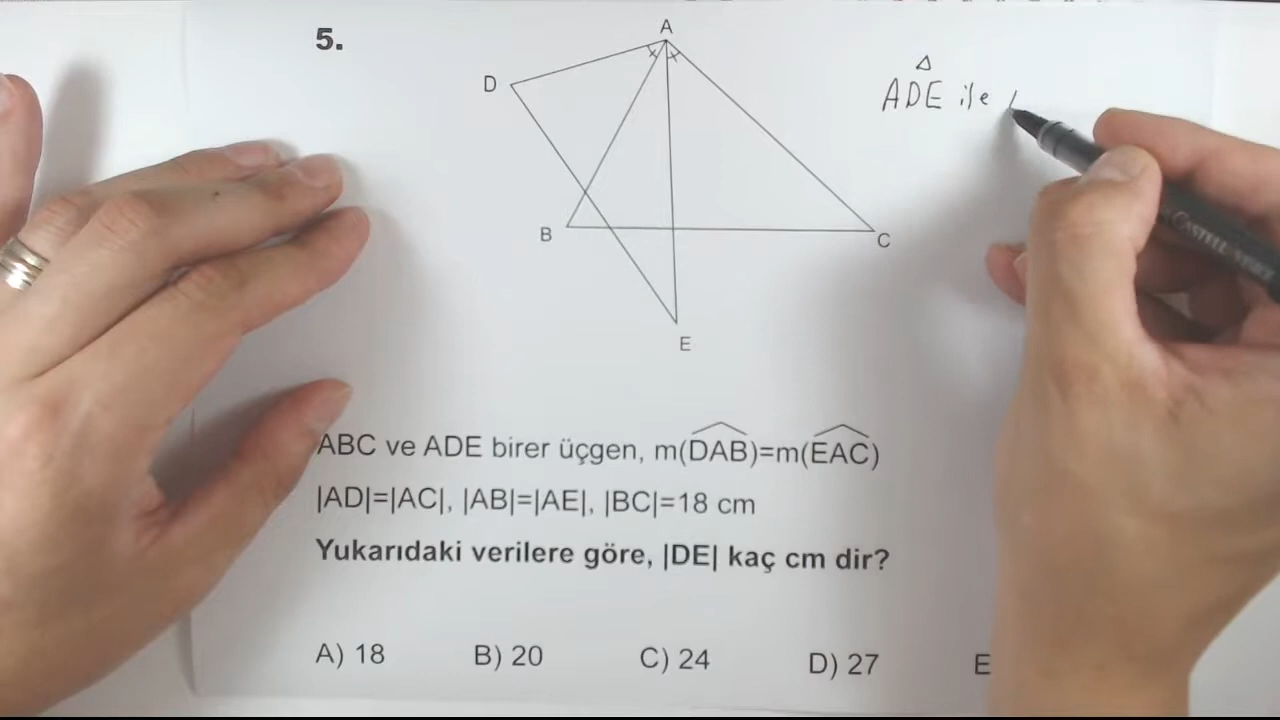 5.
A
D
B
C
E
ADE ile
ABC ve ADE birer üçgen, m(DAB)=m(EAC)
|AD|=|AC|, |AB|=|AE|, |BC|=18 cm
Yukarıdaki verilere göre, |DE| kaç cm dir?
A) 18 B) 20 C) 24 D) 27 E